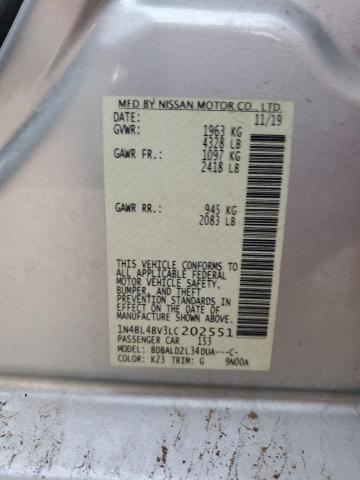 MFD BY NISSAN MOTOR CO., LTD.
DATE: 11/19
GVWR: 1963 KG
4328 LB
GAWR FR.: 1097 KG
2418 LB
GAWR RR.: 945 KG
2083 LB
THIS VEHICLE CONFORMS TO
ALL APPLICABLE FEDERAL
MOTOR VEHICLE SAFETY,
BUMPER, AND THEFT
PREVENTION STANDARDS IN
EFFECT ON THE DATE OF
MANUFACTURE SHOWN ABOVE.
1N4BL4BV3LC202551
PASSENGER CAR 153
MODEL: BDBALDZL34DUA---C-
COLOR: K23 TRIM: G 9N00A